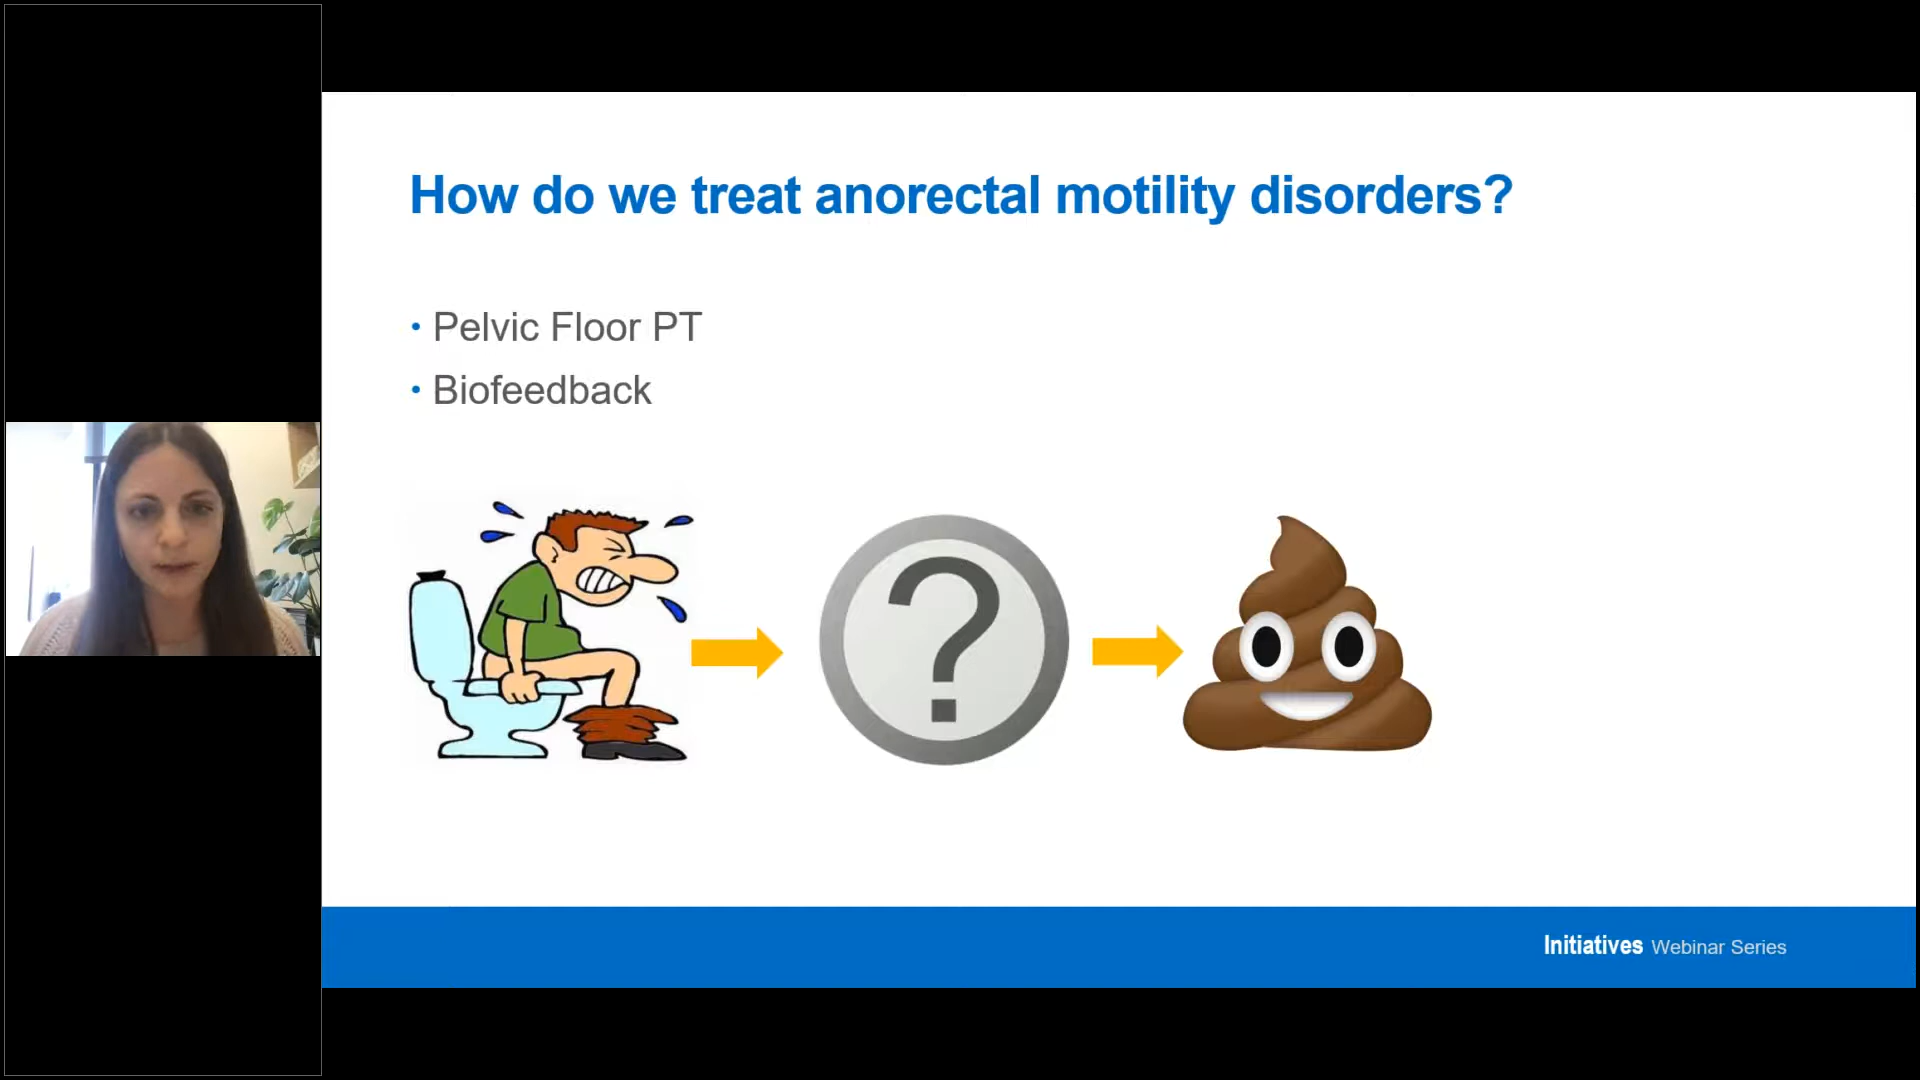 How do we treat anorectal motility disorders?
• Pelvic Floor PT
• Biofeedback
?
Initiatives Webinar Series